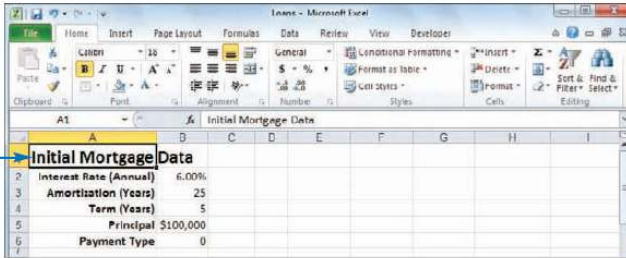 Loans - Microsoft Excel
File Home Insert Page Layout Formulas Data Review View Developer
Calibri 18 General Conditional Formatting Insert
Paste B I U A A $ % , Format as Table Delete Sort & Find &
A Cell Styles Format Filter Select
Clipboard Font Alignment Number Styles Cells Editing
A1 fx Initial Mortgage Data
A B C D E F G H I
Initial Mortgage Data
2 Interest Rate (Annual) 6.00%
3 Amortization (Years) 25
4 Term (Years) 5
5 Principal $100,000
6 Payment Type 0
7